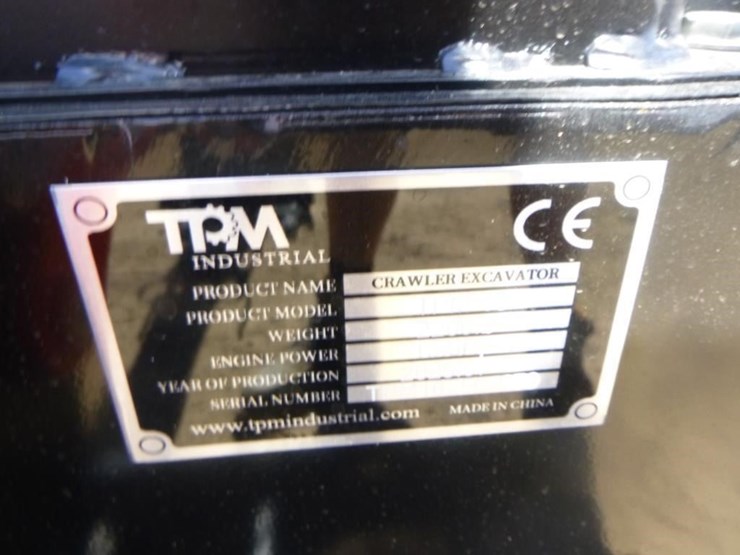 TPM
INDUSTRIAL
CE
PRODUCT NAME CRAWLER EXCAVATOR
PRODUCT MODEL
WEIGHT
ENGINE POWER
YEAR OF PRODUCTION
SERIAL NUMBER
www.tpmindustrial.com MADE IN CHINA